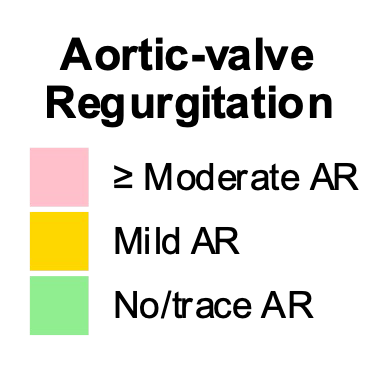 Aortic-valve
Regurgitation
≥ Moderate AR
Mild AR
No/trace AR